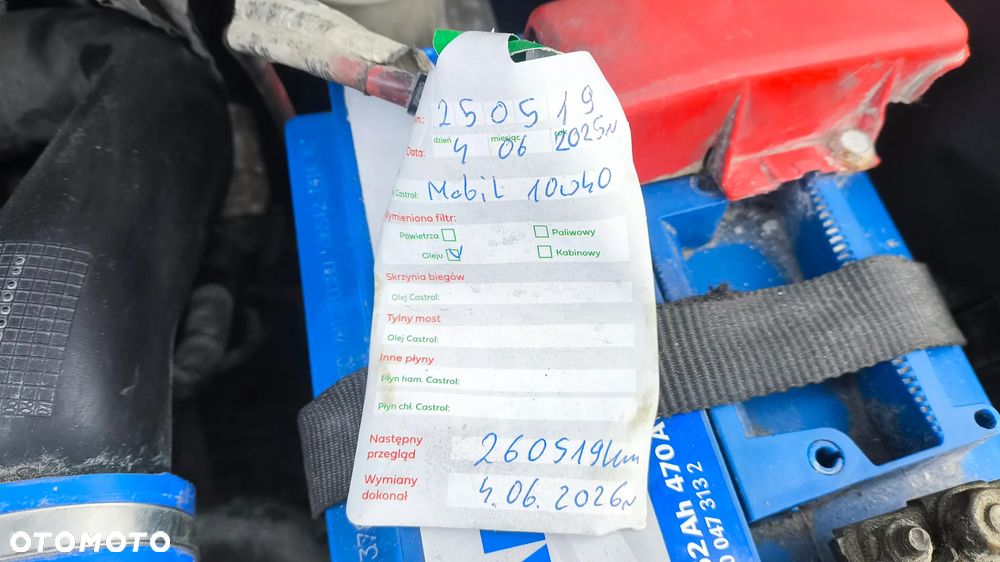 m: 250519
dzień miesiąc rok
Data: 4 06 2025r
Castrol: Mobil 10w40
ymieniono filtr:
Powietrza Paliwowy
Oleju Kabinowy
Skrzynia biegów
Olej Castrol:
Tylny most
Olej Castrol:
Inne płyny
Płyn ham. Castrol:
Płyn chł. Castrol:
Następny przegląd 260519km
Wymiany dokonał 4.06.2026r
52Ah 470A
0 047 313 2
OTOMOTO